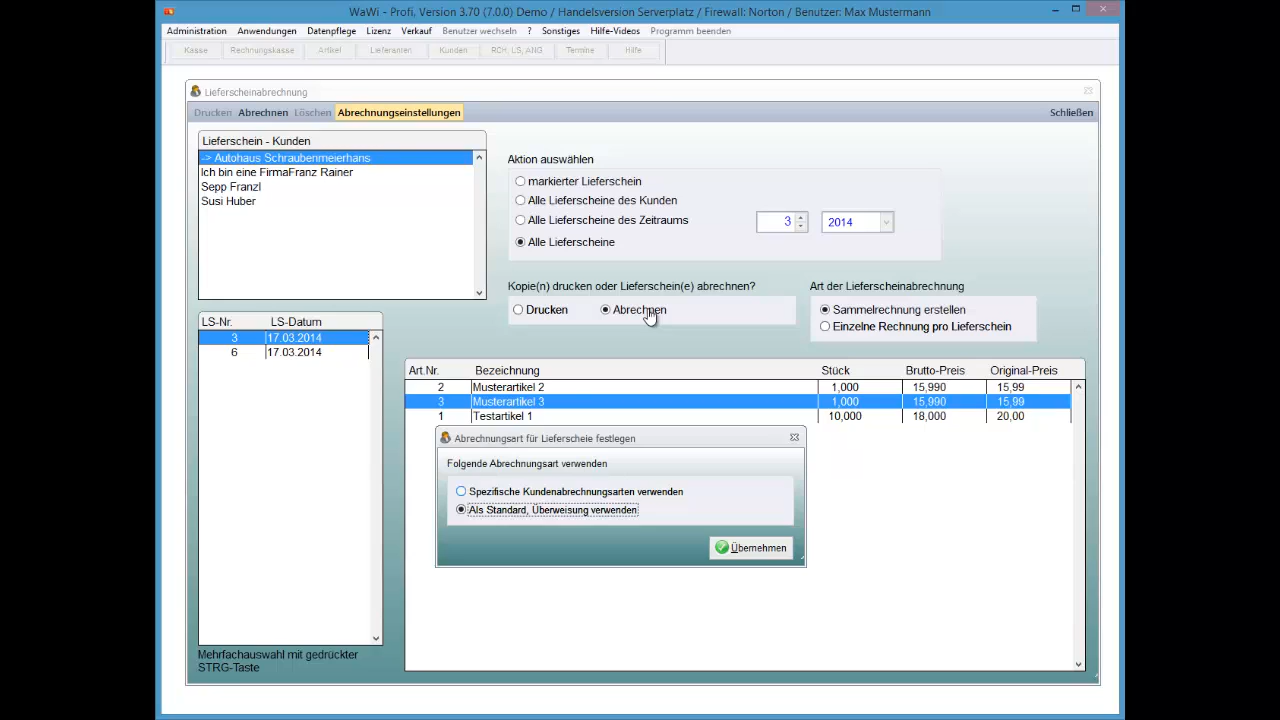 WaWi - Profi, Version 3.70 (7.0.0) Demo / Handelsversion Serverplatz / Firewall: Norton / Benutzer: Max Mustermann
Administration Anwendungen Datenpflege Lizenz Verkauf Benutzer wechseln ? Sonstiges Hilfe-Videos Programm beenden
Kasse Rechnungskasse Artikel Lieferanten Kunden RCH, LS, ANG Termine Hilfe
Lieferscheinabrechnung
Drucken Abrechnen Löschen Abrechnungseinstellungen Schließen
Lieferschein - Kunden
-> Autohaus Schraubenmeierhans
Ich bin eine FirmaFranz Rainer
Sepp Franzl
Susi Huber
Aktion auswählen
markierter Lieferschein
Alle Lieferscheine des Kunden
Alle Lieferscheine des Zeitraums 3 2014
Alle Lieferscheine
Kopie(n) drucken oder Lieferschein(e) abrechnen?
Drucken Abrechnen
Art der Lieferscheinabrechnung
Sammelrechnung erstellen
Einzelne Rechnung pro Lieferschein
LS-Nr. LS-Datum
3 17.03.2014
6 17.03.2014
Art.Nr. Bezeichnung Stück Brutto-Preis Original-Preis
2 Musterartikel 2 1,000 15,990 15,99
3 Musterartikel 3 1,000 15,990 15,99
1 Testartikel 1 10,000 18,000 20,00
Abrechnungsart für Lieferscheie festlegen
Folgende Abrechnungsart verwenden
Spezifische Kundenabrechnungsarten verwenden
Als Standard, Überweisung verwenden
Übernehmen
Mehrfachauswahl mit gedrückter
STRG-Taste